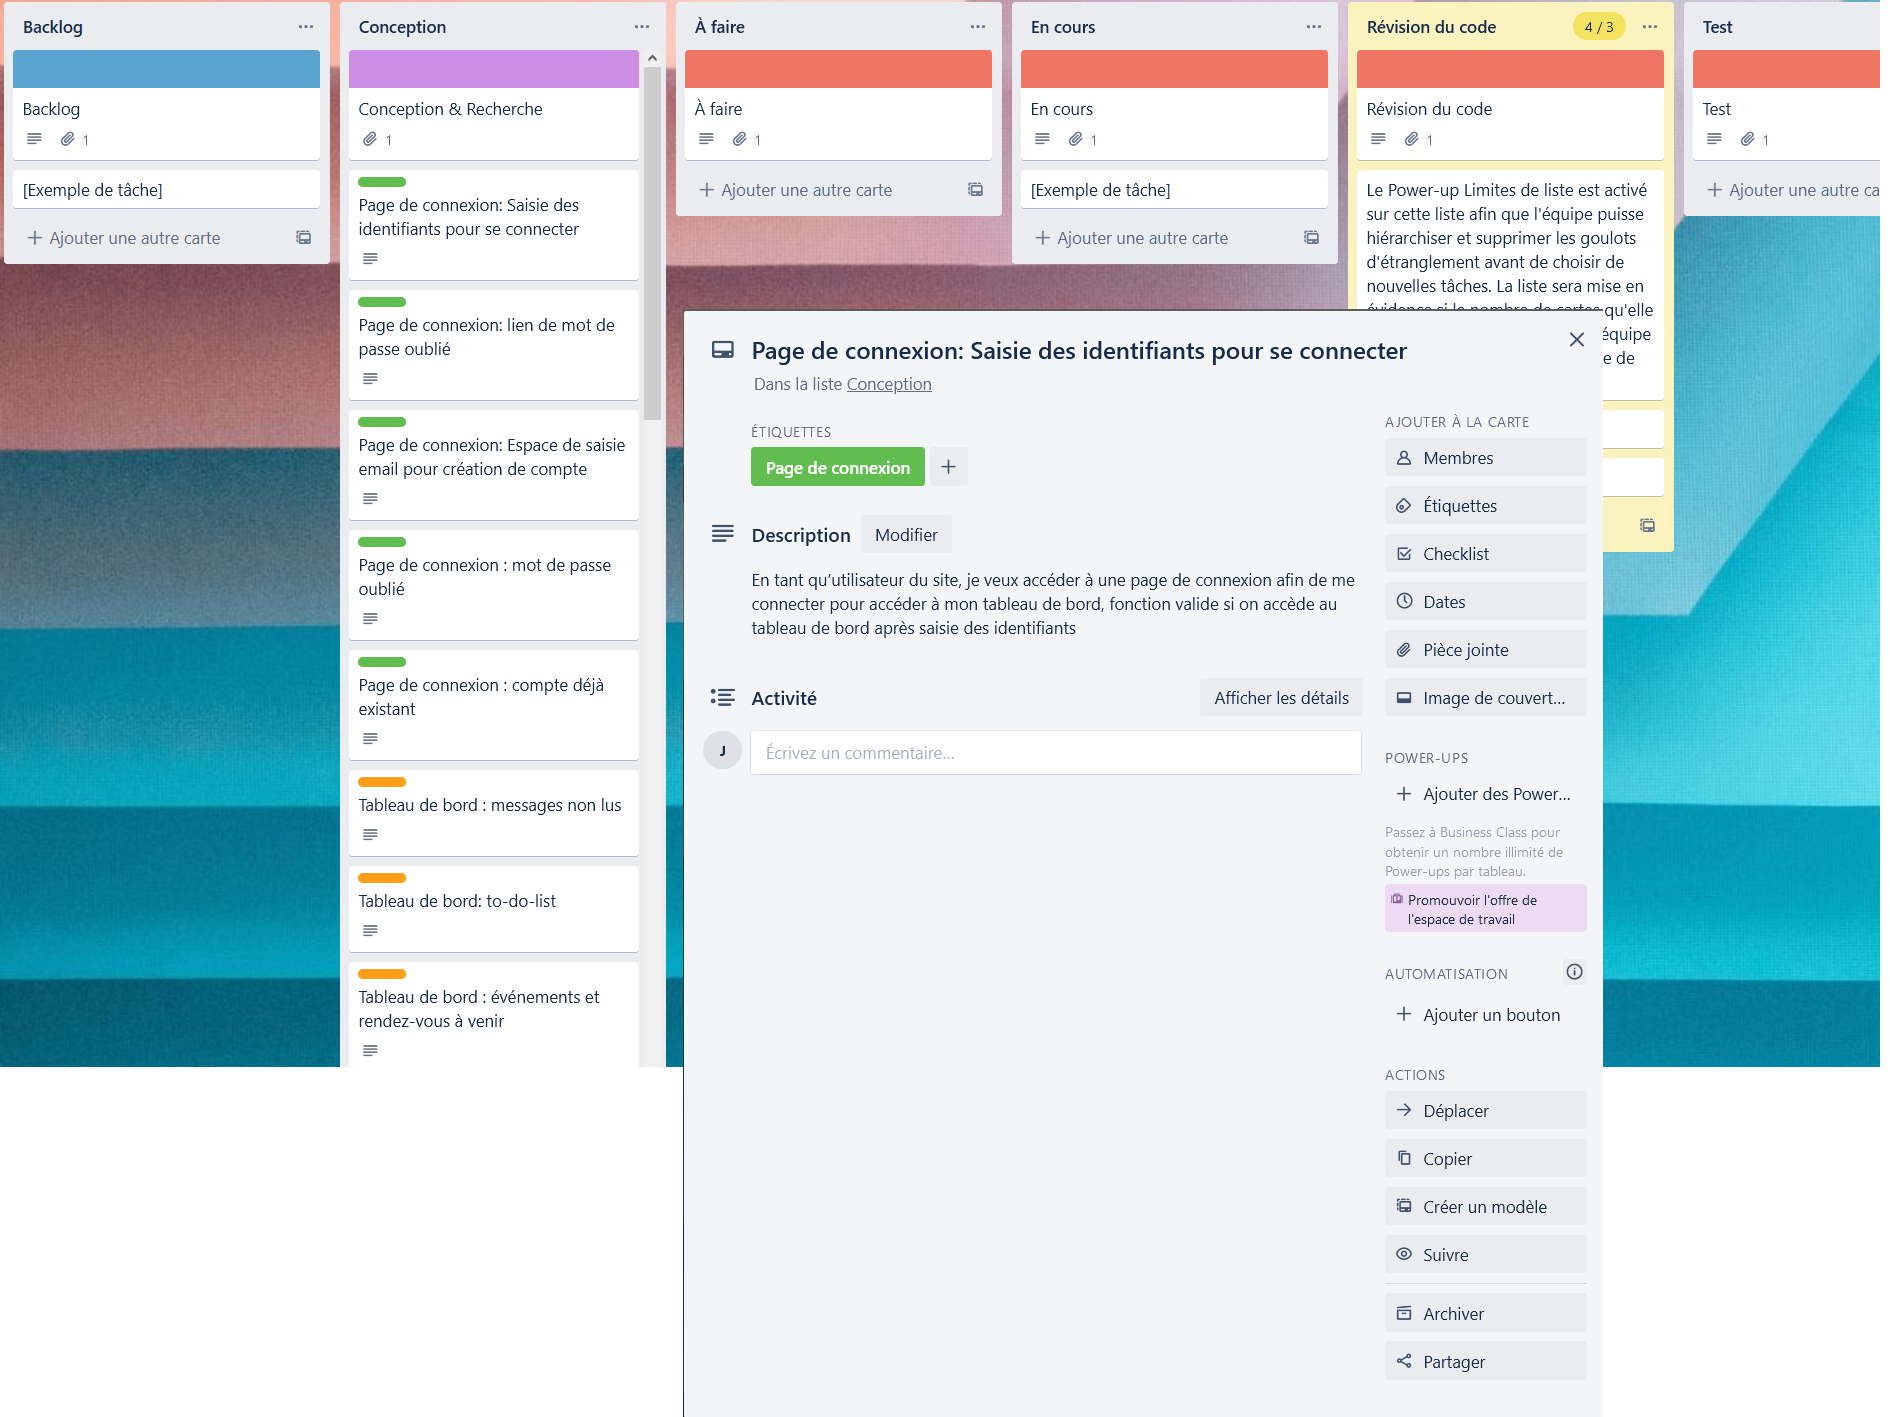 Backlog
Backlog
1
[Exemple de tâche]
Ajouter une autre carte
Conception
Conception & Recherche
1
Page de connexion: Saisie des
identifiants pour se connecter
Page de connexion: lien de mot de
passe oublié
Page de connexion: Espace de saisie
email pour création de compte
Page de connexion : mot de passe
oublié
Page de connexion : compte déjà
existant
Tableau de bord : messages non lus
Tableau de bord: to-do-list
Tableau de bord : événements et
rendez-vous à venir
À faire
À faire
1
Ajouter une autre carte
En cours
En cours
1
[Exemple de tâche]
Ajouter une autre carte
Révision du code
4 / 3
Révision du code
1
Le Power-up Limites de liste est activé
sur cette liste afin que l'équipe puisse
hiérarchiser et supprimer les goulots
d'étranglement avant de choisir de
nouvelles tâches. La liste sera mise en
évidence si le nombre de cartes qu'elle
équipe
e de
Test
Test
1
Ajouter une autre ca
Page de connexion: Saisie des identifiants pour se connecter
Dans la liste Conception
ÉTIQUETTES
Page de connexion
Description
Modifier
En tant qu’utilisateur du site, je veux accéder à une page de connexion afin de me
connecter pour accéder à mon tableau de bord, fonction valide si on accède au
tableau de bord après saisie des identifiants
Activité
Afficher les détails
J
Écrivez un commentaire…
AJOUTER À LA CARTE
Membres
Étiquettes
Checklist
Dates
Pièce jointe
Image de couvert...
POWER-UPS
Ajouter des Power...
Passez à Business Class pour
obtenir un nombre illimité de
Power-ups par tableau.
Promouvoir l'offre de
l'espace de travail
AUTOMATISATION
Ajouter un bouton
ACTIONS
Déplacer
Copier
Créer un modèle
Suivre
Archiver
Partager